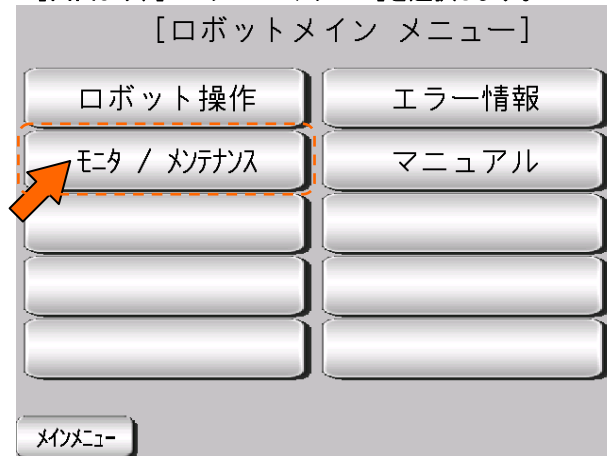 [ロボットメイン メニュー]
ロボット操作
エラー情報
ﾓﾆﾀ / ﾒﾝﾃﾅﾝｽ
マニュアル
ﾒｲﾝﾒﾆｭｰ